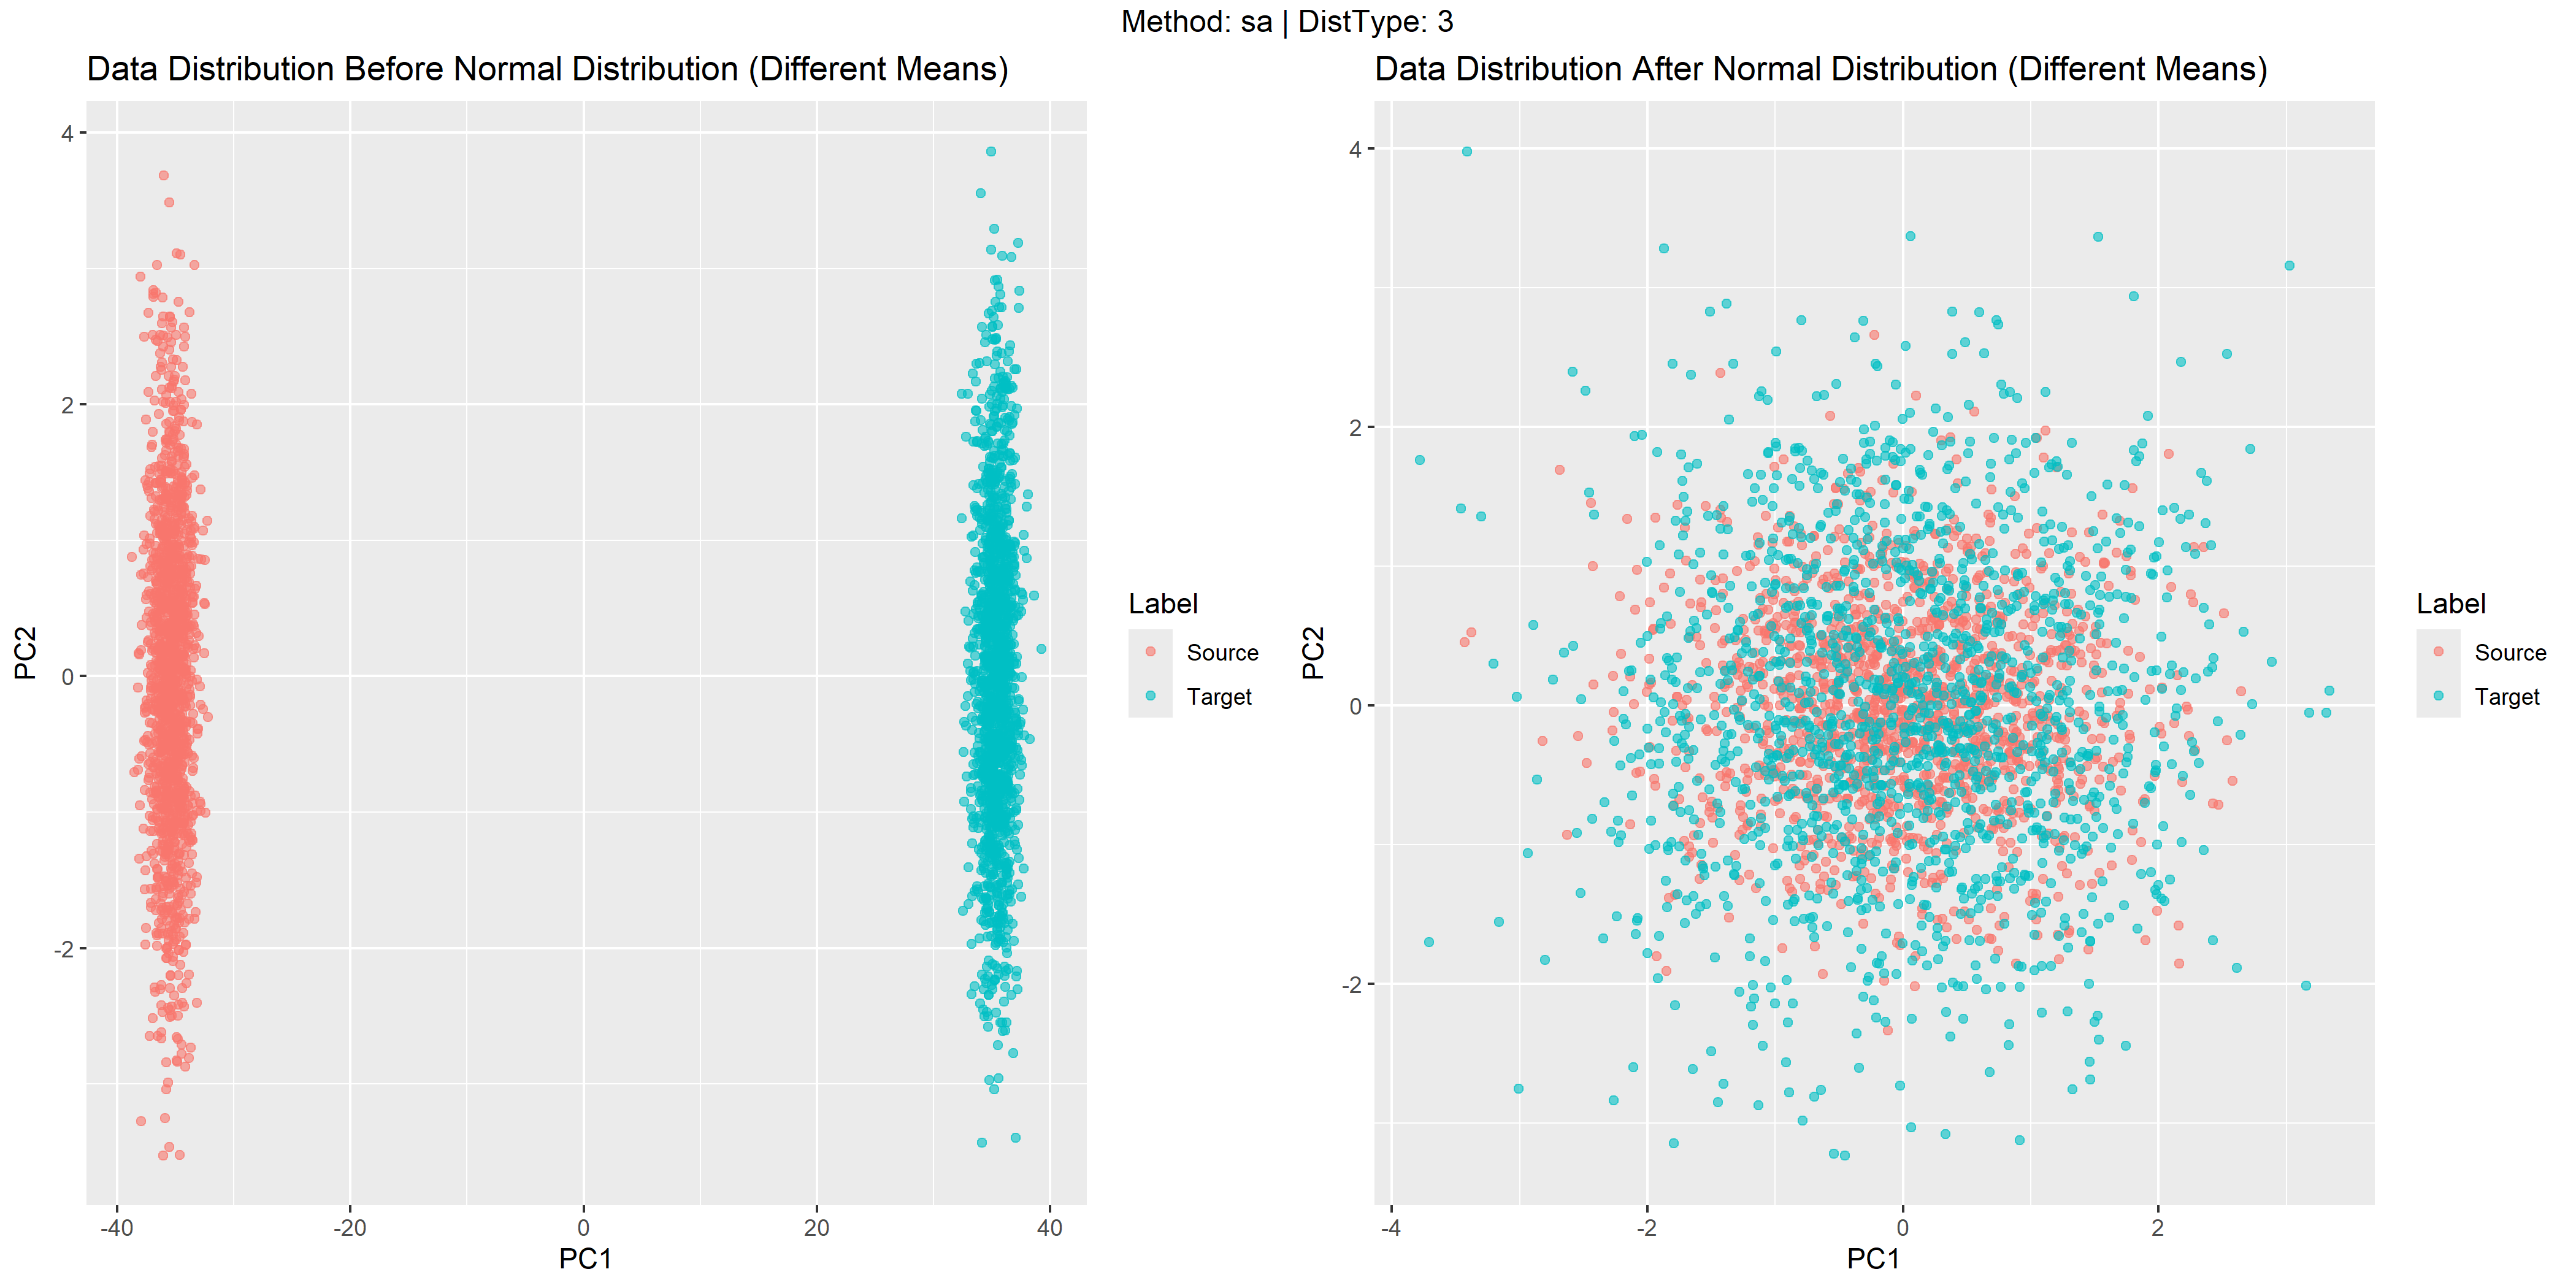 Method: sa | DistType: 3
Data Distribution Before Normal Distribution (Different Means)
4
2
0
-2
PC2
-40
-20
0
20
40
PC1
Label
Source
Target
Data Distribution After Normal Distribution (Different Means)
4
2
0
-2
PC2
-4
-2
0
2
PC1
Label
Source
Target